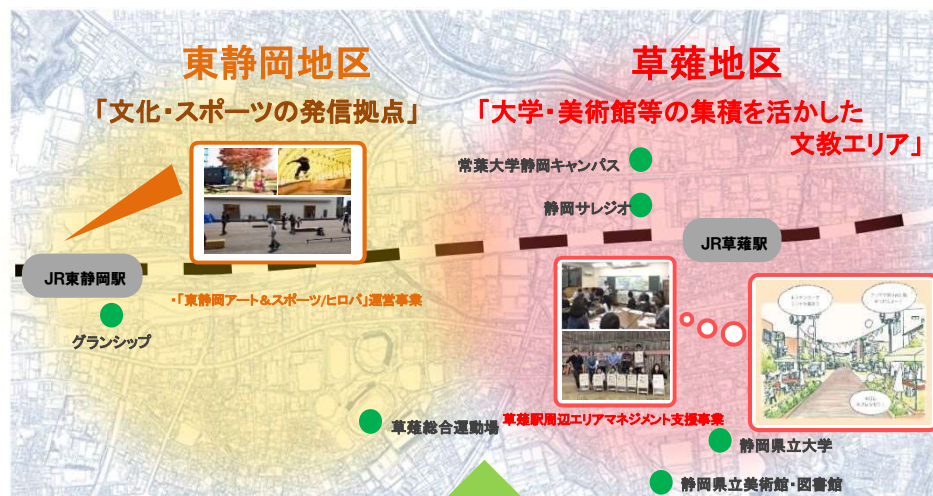 東静岡地区
「文化・スポーツの発信拠点」
草薙地区
「大学・美術館等の集積を活かした
文教エリア」
常葉大学静岡キャンパス
静岡サレジオ
JR草薙駅
JR東静岡駅
・「東静岡アート&スポーツ/ヒロバ」運営事業
グランシップ
草薙総合運動場
草薙駅周辺エリアマネジメント支援事業
静岡県立大学
静岡県立美術館・図書館